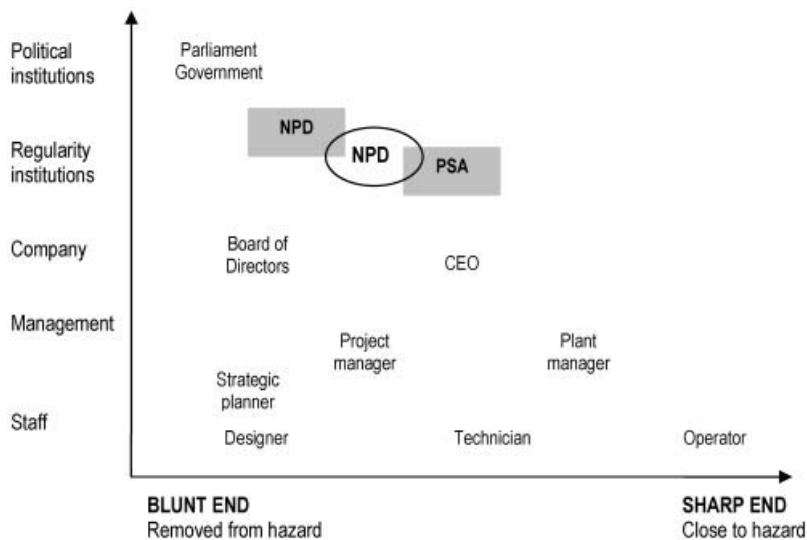 Political
institutions
Parliament
Government
NPD
NPD
PSA
Regularity
institutions
Company
Board of
Directors
CEO
Management
Project
manager
Plant
manager
Strategic
planner
Staff
Designer
Technician
Operator
BLUNT END
Removed from hazard
SHARP END
Close to hazard